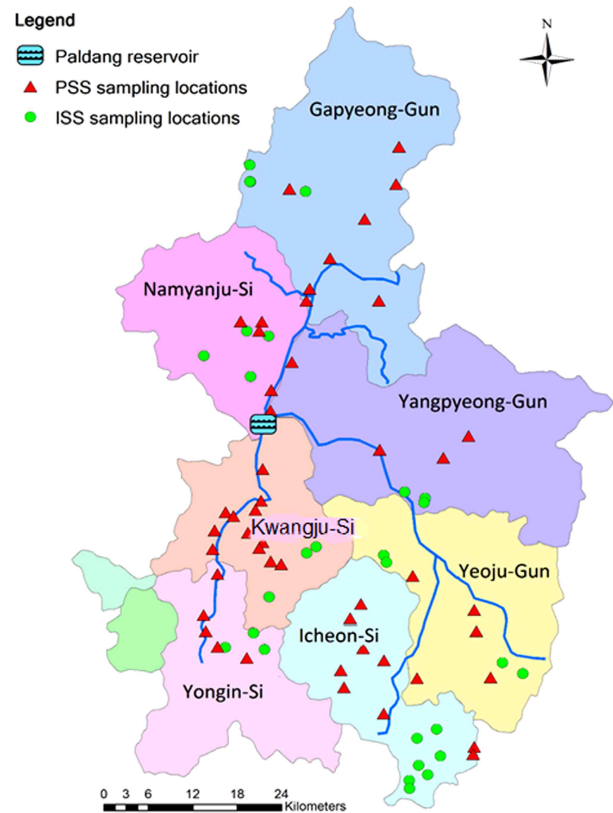 Legend
Paldang reservoir
PSS sampling locations
ISS sampling locations
N
Gapyeong-Gun
Namyanju-Si
Yangpyeong-Gun
Kwangju-Si
Yeoju-Gun
Icheon-Si
Yongin-Si
0 3 6 12 18 24
Kilometers